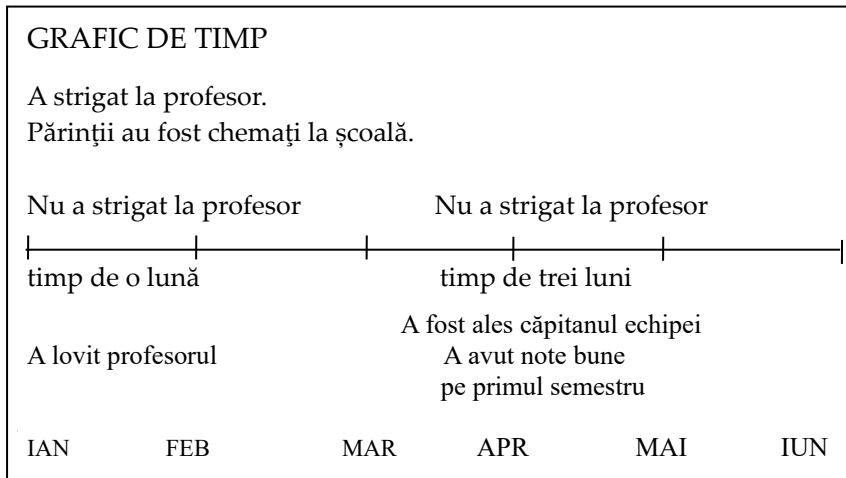 GRAFIC DE TIMP
A strigat la profesor.
Părinţii au fost chemaţi la școală.
Nu a strigat la profesor Nu a strigat la profesor
timp de o lună timp de trei luni
A fost ales căpitanul echipei
A lovit profesorul A avut note bune
pe primul semestru
IAN FEB MAR APR MAI IUN